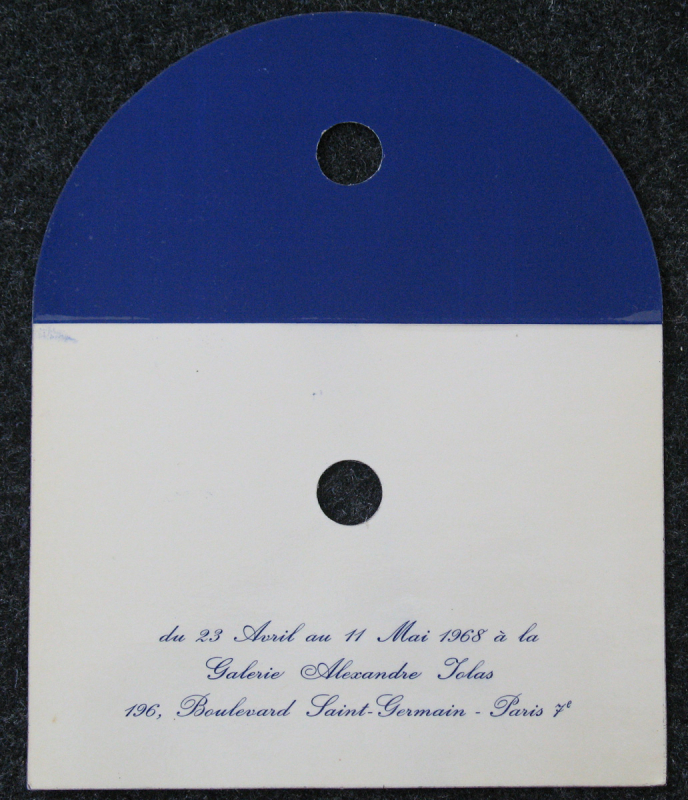 du 23 Avril au 11 Mai 1968 à la
Galerie Alexandre Iolas
196, Boulevard Saint-Germain - Paris 7e